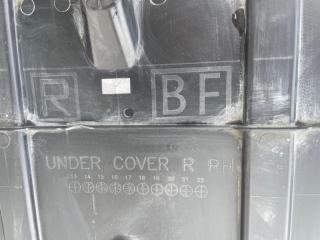 R BF
UNDER COVER R RH
13 14 15 16 17 18 19 20 21 22